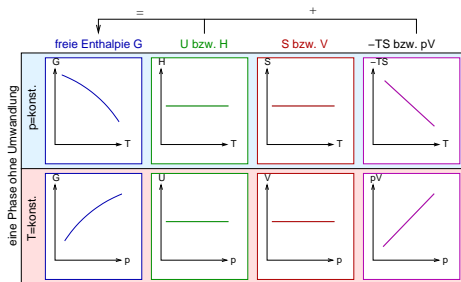 = +
freie Enthalpie G U bzw. H S bzw. V –TS bzw. pV
eine Phase ohne Umwandlung
p=konst.
G T
H T
S T
–TS T
T=konst.
G p
U p
V p
pV p